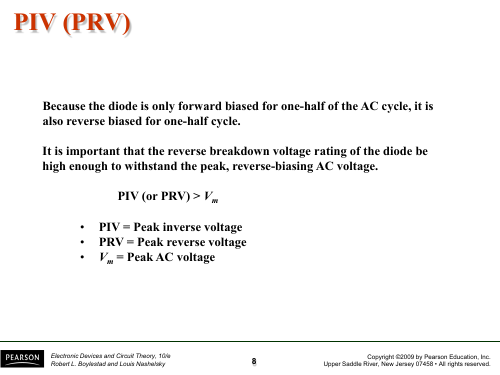 PIV (PRV)
Because the diode is only forward biased for one-half of the AC cycle, it is
also reverse biased for one-half cycle.
It is important that the reverse breakdown voltage rating of the diode be
high enough to withstand the peak, reverse-biasing AC voltage.
PIV (or PRV) > Vm
• PIV = Peak inverse voltage
• PRV = Peak reverse voltage
• Vm = Peak AC voltage
PEARSON
Electronic Devices and Circuit Theory, 10/e
Robert L. Boylestad and Louis Nashelsky
8
Copyright ©2009 by Pearson Education, Inc.
Upper Saddle River, New Jersey 07458 • All rights reserved.